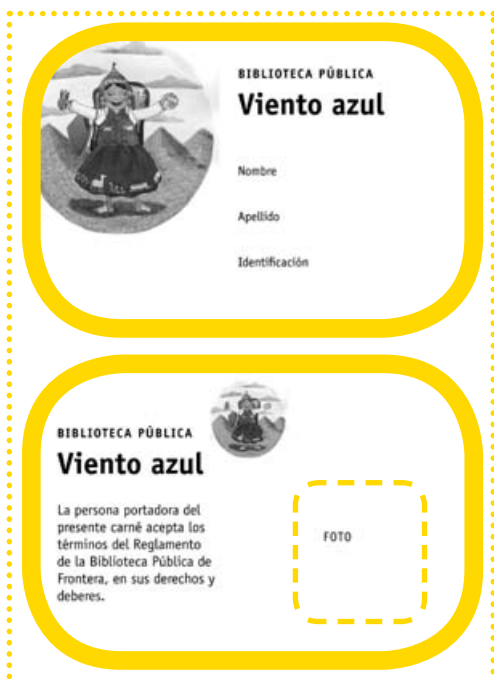 BIBLIOTECA PÚBLICA
Viento azul
Nombre
Apellido
Identificación
BIBLIOTECA PÚBLICA
Viento azul
La persona portadora del
presente carné acepta los
términos del Reglamento
de la Biblioteca Pública de
Frontera, en sus derechos y
deberes.
FOTO